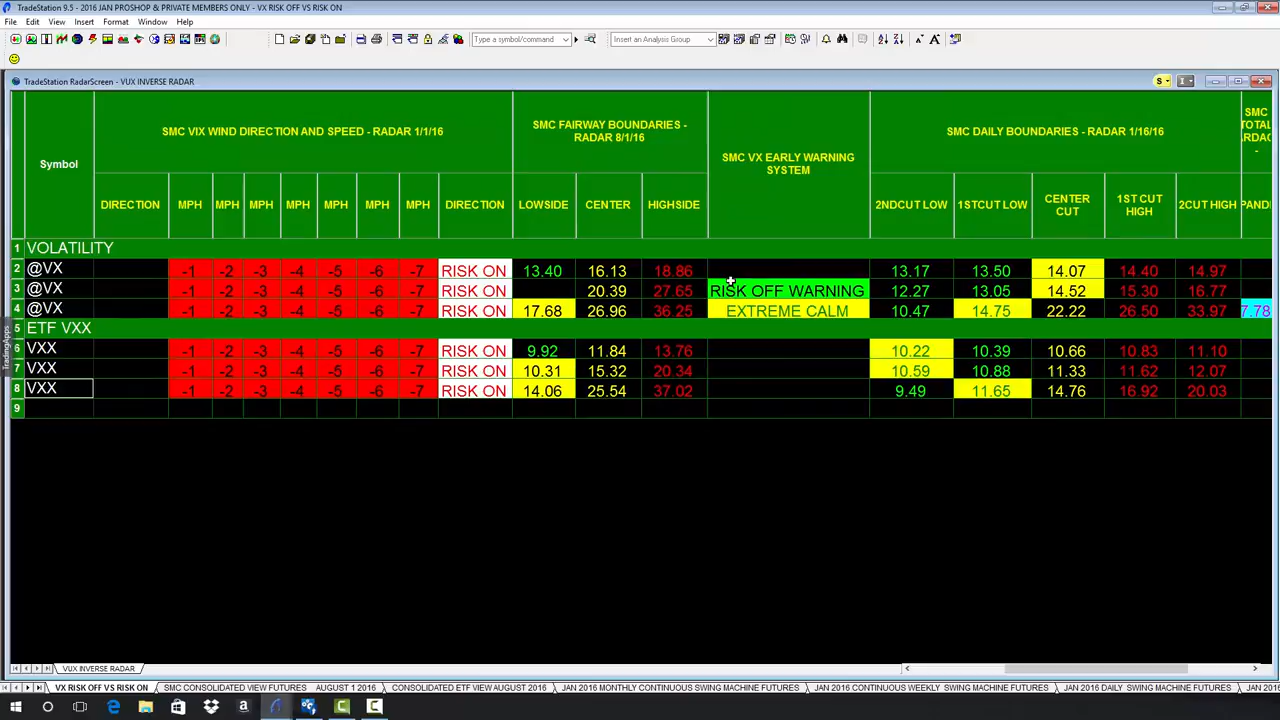 TradeStation 9.5 - 2016 JAN PROSHOP & PRIVATE MEMBERS ONLY - VX RISK OFF VS RISK ON
File Edit View Insert Format Window Help
Type a symbol/command Insert an Analysis Group
TradeStation RadarScreen - VUX INVERSE RADAR
Symbol
SMC VIX WIND DIRECTION AND SPEED - RADAR 1/1/16
SMC FAIRWAY BOUNDARIES - RADAR 8/1/16
SMC VX EARLY WARNING SYSTEM
SMC DAILY BOUNDARIES - RADAR 1/16/16
DIRECTION MPH MPH MPH MPH MPH MPH MPH DIRECTION LOWSIDE CENTER HIGHSIDE 2NDCUT LOW 1STCUT LOW CENTER CUT 1ST CUT HIGH 2CUT HIGH
1 VOLATILITY
2 @VX -1 -2 -3 -4 -5 -6 -7 RISK ON 13.40 16.13 18.86 13.17 13.50 14.07 14.40 14.97
3 @VX -1 -2 -3 -4 -5 -6 -7 RISK ON 20.39 27.65 RISK OFF WARNING 12.27 13.05 14.52 15.30 16.77
4 @VX -1 -2 -3 -4 -5 -6 -7 RISK ON 17.68 26.96 36.25 EXTREME CALM 10.47 14.75 22.22 26.50 33.97 7.78
5 ETF VXX
6 VXX -1 -2 -3 -4 -5 -6 -7 RISK ON 9.92 11.84 13.76 10.22 10.39 10.66 10.83 11.10
7 VXX -1 -2 -3 -4 -5 -6 -7 RISK ON 10.31 15.32 20.34 10.59 10.88 11.33 11.62 12.07
8 VXX -1 -2 -3 -4 -5 -6 -7 RISK ON 14.06 25.54 37.02 9.49 11.65 14.76 16.92 20.03
9
TradingApps
VUX INVERSE RADAR
VX RISK OFF VS RISK ON SMC CONSOLIDATED VIEW FUTURES AUGUST 1 2016 CONSOLIDATED ETF VIEW AUGUST 2016 JAN 2016 MONTHLY CONTINUOUS SWING MACHINE FUTURES JAN 2016 CONTINUOUS WEEKLY SWING MACHINE FUTURES JAN 2016 DAILY SWING MACHINE FUTURES